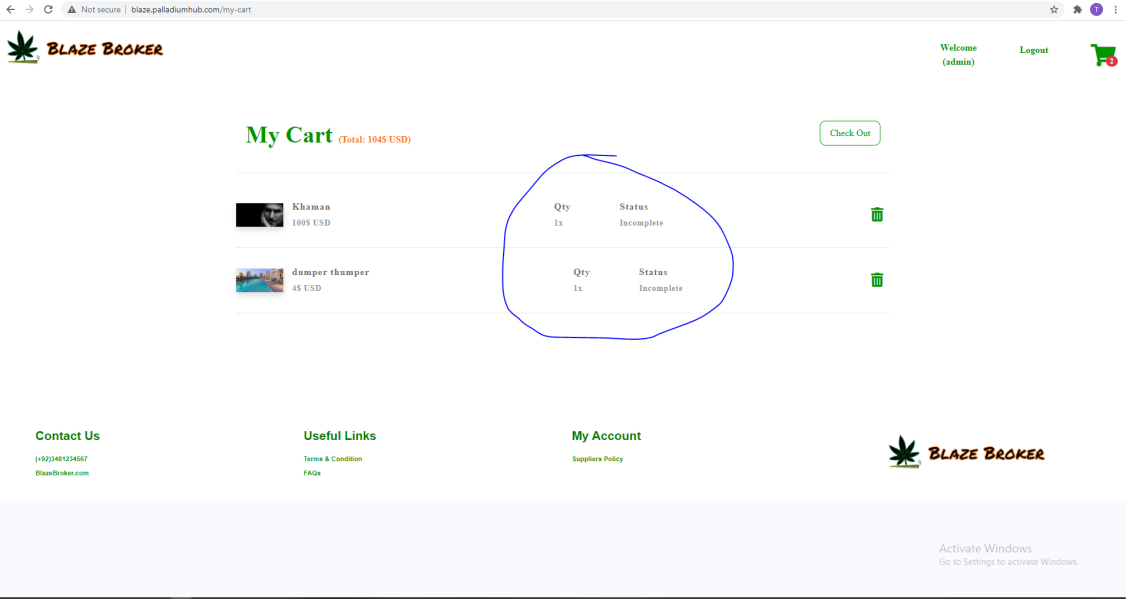 Not secure | blaze.palladiumhub.com/my-cart
T
Blaze Broker
Welcome
(admin)
Logout
2
My Cart (Total: 104$ USD)
Check Out
Khaman
100$ USD
Qty
1x
Status
Incomplete
dumper thumper
4$ USD
Qty
1x
Status
Incomplete
Contact Us
(+92)3481234567
BlazeBroker.com
Useful Links
Terms & Condition
FAQs
My Account
Suppliers Policy
Blaze Broker
Activate Windows
Go to Settings to activate Windows.